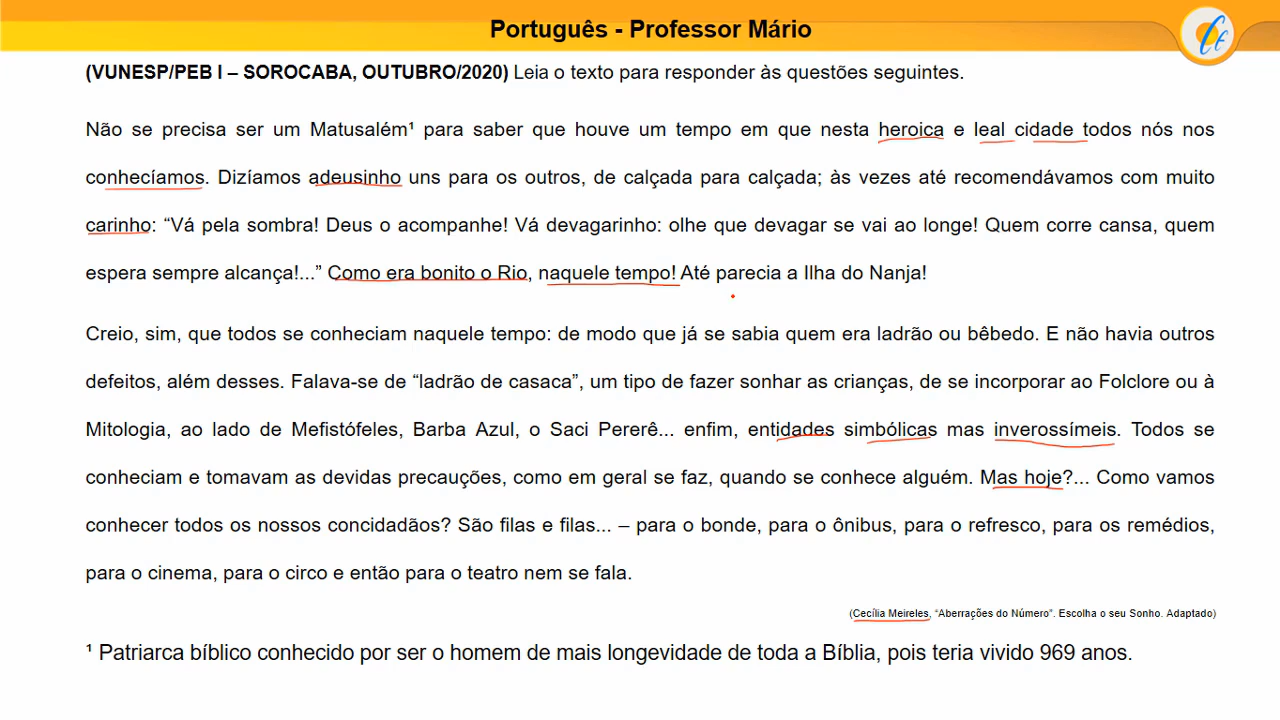 Português - Professor Mário
(VUNESP/PEB I – SOROCABA, OUTUBRO/2020) Leia o texto para responder às questões seguintes.
Não se precisa ser um Matusalém¹ para saber que houve um tempo em que nesta heroica e leal cidade todos nós nos
conhecíamos. Dizíamos adeusinho uns para os outros, de calçada para calçada; às vezes até recomendávamos com muito
carinho: “Vá pela sombra! Deus o acompanhe! Vá devagarinho: olhe que devagar se vai ao longe! Quem corre cansa, quem
espera sempre alcança!...” Como era bonito o Rio, naquele tempo! Até parecia a Ilha do Nanja!
Creio, sim, que todos se conheciam naquele tempo: de modo que já se sabia quem era ladrão ou bêbedo. E não havia outros
defeitos, além desses. Falava-se de “ladrão de casaca”, um tipo de fazer sonhar as crianças, de se incorporar ao Folclore ou à
Mitologia, ao lado de Mefistófeles, Barba Azul, o Saci Pererê... enfim, entidades simbólicas mas inverossímeis. Todos se
conheciam e tomavam as devidas precauções, como em geral se faz, quando se conhece alguém. Mas hoje?... Como vamos
conhecer todos os nossos concidadãos? São filas e filas... – para o bonde, para o ônibus, para o refresco, para os remédios,
para o cinema, para o circo e então para o teatro nem se fala.
(Cecília Meireles, “Aberrações do Número”. Escolha o seu Sonho. Adaptado)
¹ Patriarca bíblico conhecido por ser o homem de mais longevidade de toda a Bíblia, pois teria vivido 969 anos.